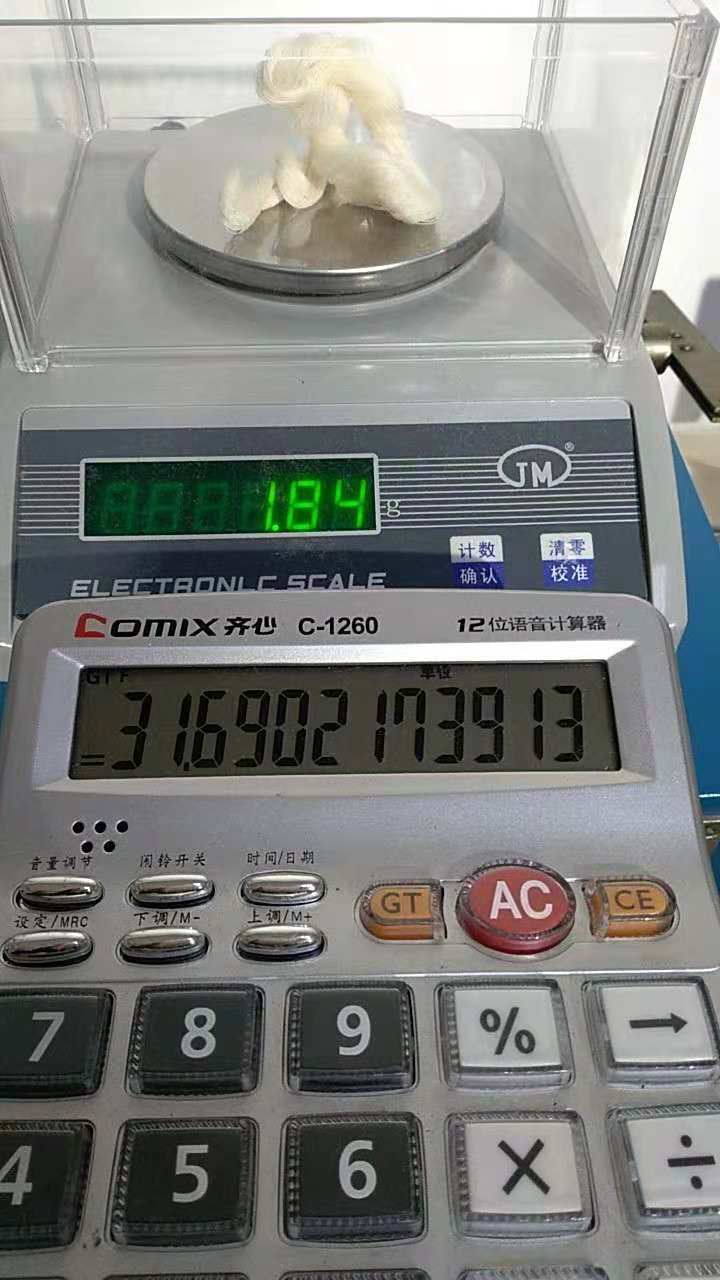 1.84 g
JM®
计数 清零
确认 校准
ELECTRONLC SCALE
Comix 齐心 C-1260 12位语音计算器
GT F 单位
=31.6902173913
音量调节 闹铃开关 时间/日期
设定/MRC 下调/M- 上调/M+
GT AC CE
7 8 9 % →
4 5 6 × ÷